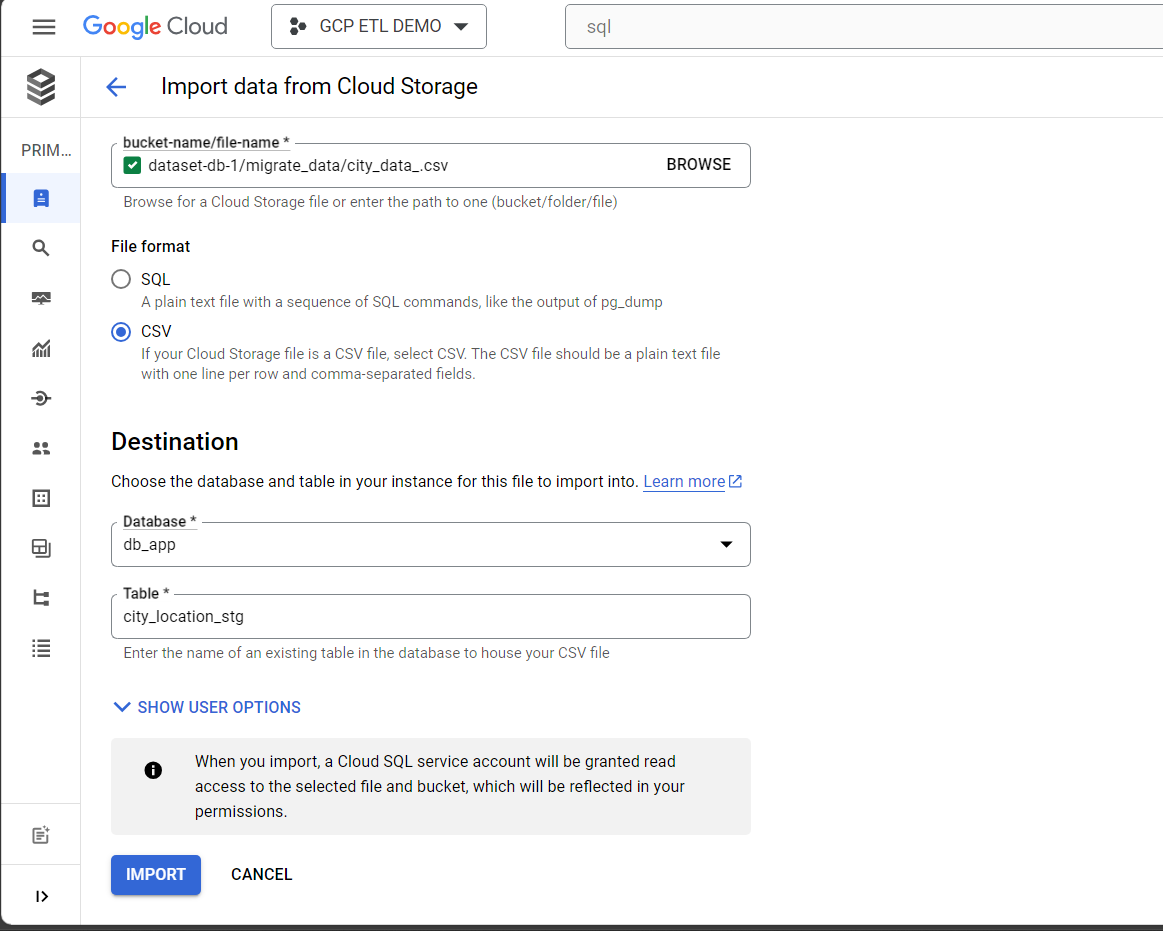 Google Cloud
GCP ETL DEMO
sql
Import data from Cloud Storage
PRIM...
bucket-name/file-name *
dataset-db-1/migrate_data/city_data_.csv
BROWSE
Browse for a Cloud Storage file or enter the path to one (bucket/folder/file)
File format
SQL
A plain text file with a sequence of SQL commands, like the output of pg_dump
CSV
If your Cloud Storage file is a CSV file, select CSV. The CSV file should be a plain text file
with one line per row and comma-separated fields.
Destination
Choose the database and table in your instance for this file to import into. Learn more
Database *
db_app
Table *
city_location_stg
Enter the name of an existing table in the database to house your CSV file
SHOW USER OPTIONS
When you import, a Cloud SQL service account will be granted read
access to the selected file and bucket, which will be reflected in your
permissions.
IMPORT
CANCEL